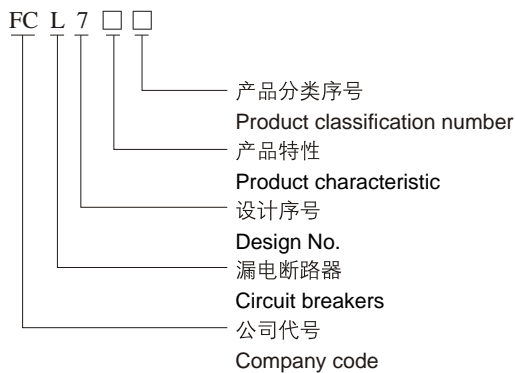 FC L 7 □ □
产品分类序号
Product classification number
产品特性
Product characteristic
设计序号
Design No.
漏电断路器
Circuit breakers
公司代号
Company code